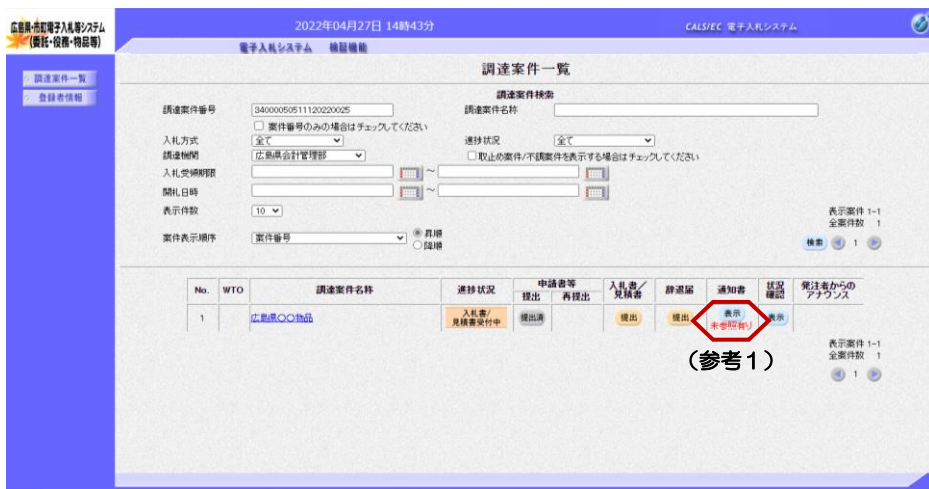 広島県・市町電子入札等システム
(委託・役務・物品等)
2022年04月27日 14時43分
CALS/EC 電子入札システム
電子入札システム 検証機能
調達案件一覧
登録者情報
調達案件一覧
調達案件検索
調達案件番号 34000050511120220025 調達案件名称
案件番号のみの場合はチェックしてください
入札方式 全て 進捗状況 全て
調達機関 広島県会計管理部 取止め案件/不調案件を表示する場合はチェックしてください
入札受領期限 ~
開札日時 ~
表示件数 10
表示案件 1-1
全案件数 1
案件表示順序 案件番号 昇順
降順
検索 1
No. WTO 調達案件名称 進捗状況 申請書等 入札書/見積書 辞退届 通知書 状況確認 発注者からのアナウンス
提出 再提出
1 広島県〇〇物品 入札書/見積書受付中 提出済 提出 提出 表示 表示
未参照有り
表示案件 1-1
全案件数 1
1
(参考1)